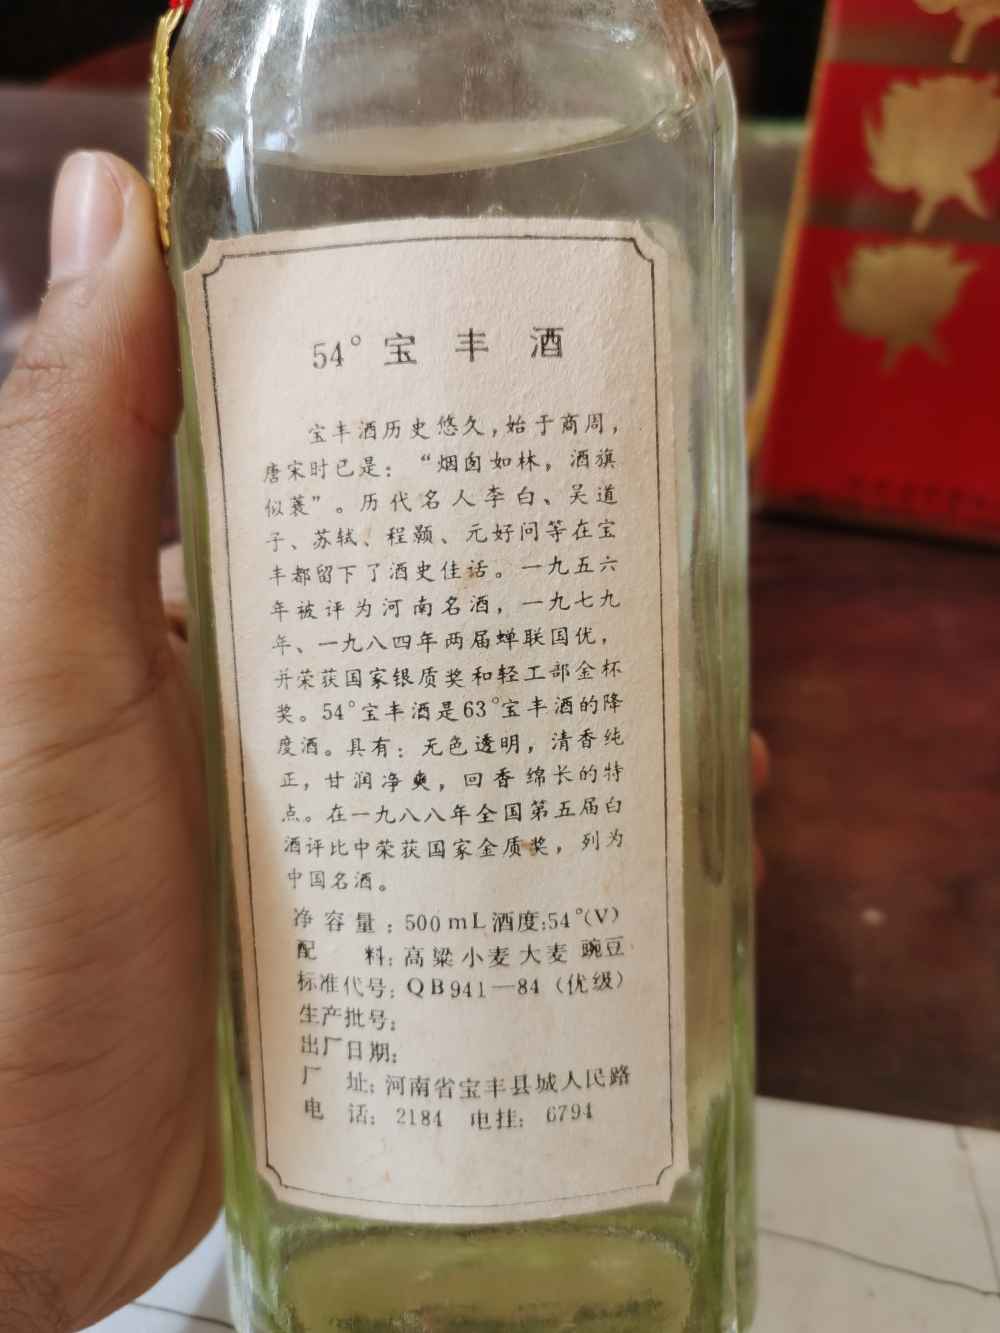 54°宝丰酒
宝丰酒历史悠久,始于商周,
唐宋时已是：“烟囱如林，酒旗
似蓑”。历代名人李白、吴道
子、苏轼、程颢、元好问等在宝
丰都留下了酒史佳话。一九五六
年被评为河南名酒，一九七九
年、一九八四年两届蝉联国优，
并荣获国家银质奖和轻工部金杯
奖。54°宝丰酒是63°宝丰酒的降
度酒。具有：无色透明，清香纯
正，甘润净爽，回香绵长的特
点。在一九八八年全国第五届白
酒评比中荣获国家金质奖，列为
中国名酒。
净容量：500mL 酒度:54°(V)
配 料: 高粱 小麦 大麦 豌豆
标准代号: QB941—84（优级）
生产批号:
出厂日期:
厂 址: 河南省宝丰县城人民路
电 话: 2184 电挂: 6794